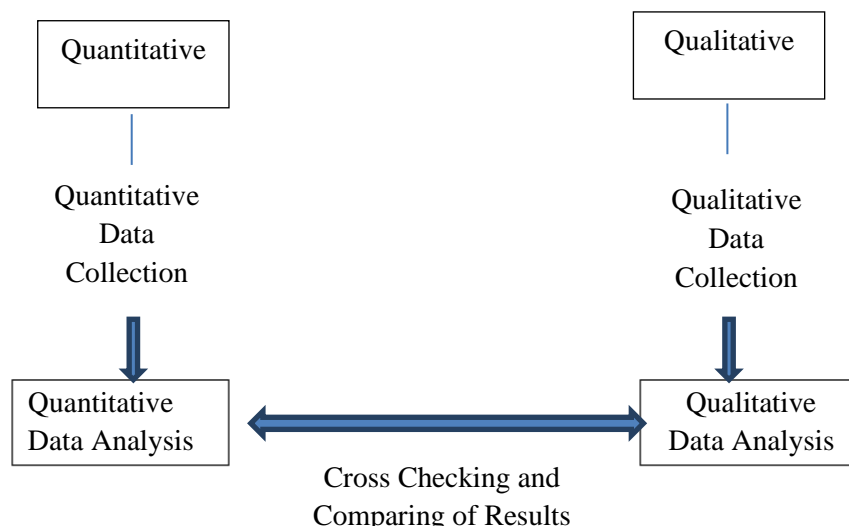 Quantitative
Qualitative
Quantitative
Data
Collection
Qualitative
Data
Collection
Quantitative
Data Analysis
Qualitative
Data Analysis
Cross Checking and
Comparing of Results